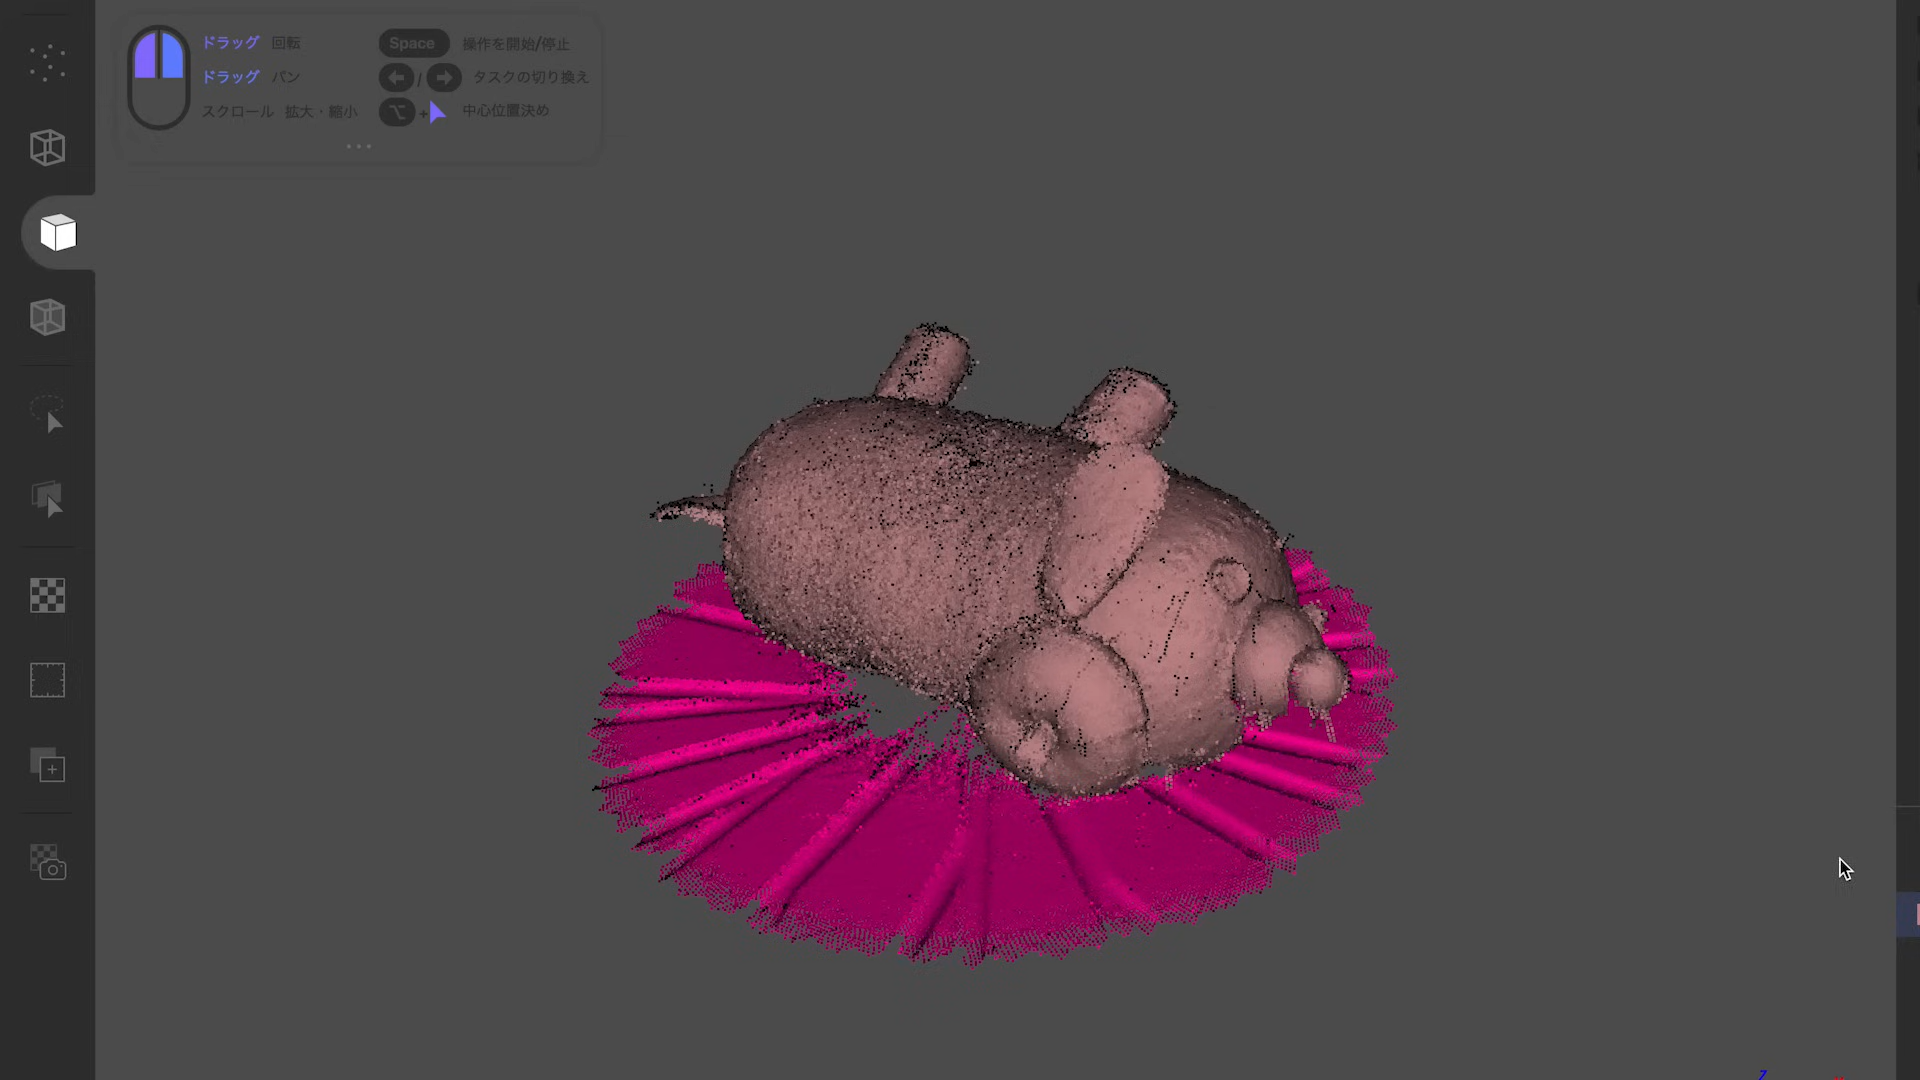 ドラッグ 回転
ドラッグ パン
スクロール 拡大・縮小
Space 操作を開始/停止
← / → タスクの切り換え
⌥ + 中心位置決め
z